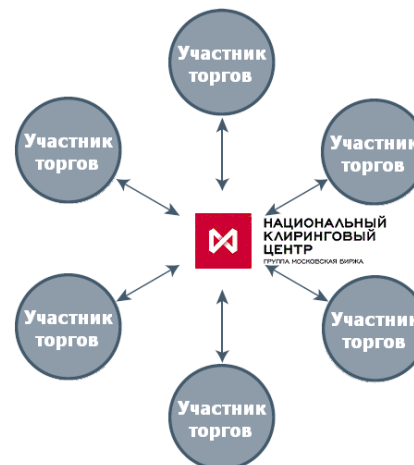 Участник
торгов
Участник
торгов
Участник
торгов
НАЦИОНАЛЬНЫЙ
КЛИРИНГОВЫЙ
ЦЕНТР
ГРУППА МОСКОВСКАЯ БИРЖА
Участник
торгов
Участник
торгов
Участник
торгов